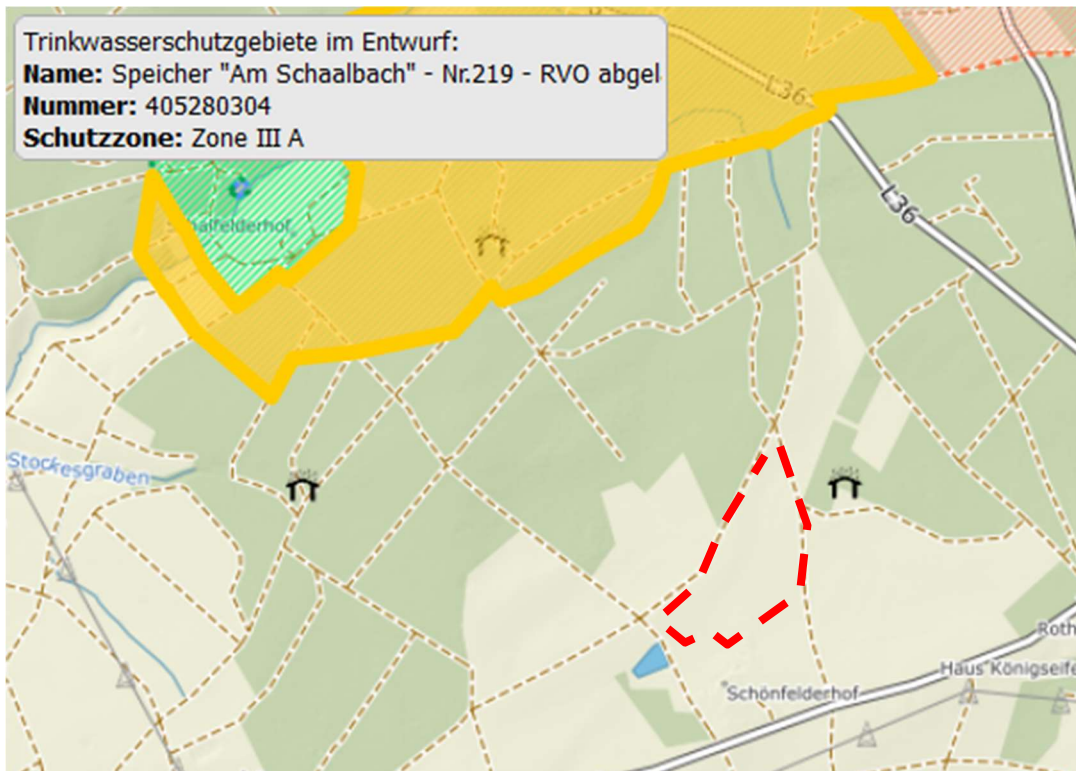 Trinkwasserschutzgebiete im Entwurf:
Name: Speicher "Am Schaalbach" - Nr.219 - RVO abgel
Nummer: 405280304
Schutzzone: Zone III A
L36
L36
Stockesgraben
Roth
Haus Königseife
Schönfelderhof